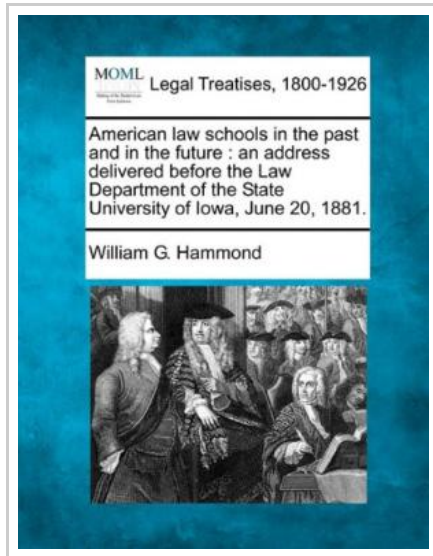 MOML Legal Treatises, 1800-1926
American law schools in the past
and in the future : an address
delivered before the Law
Department of the State
University of Iowa, June 20, 1881.
William G. Hammond